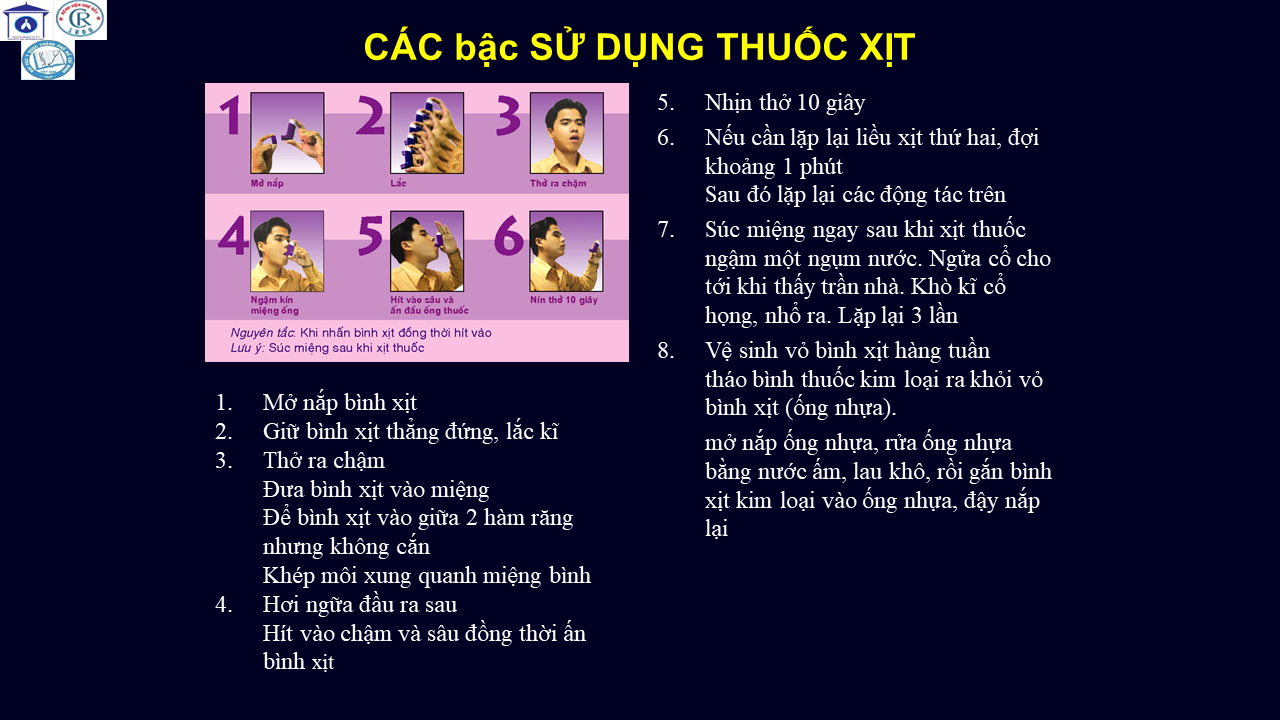 CÁC bậc SỬ DỤNG THUỐC XỊT
1
Mở nắp
2
Lắc
3
Thở ra chậm
4
Ngậm kín
miệng ống
5
Hít vào sâu và
ấn đầu ống thuốc
6
Nín thở 10 giây
Nguyên tắc: Khi nhấn bình xịt đồng thời hít vào
Lưu ý: Súc miệng sau khi xịt thuốc
1. Mở nắp bình xịt
2. Giữ bình xịt thẳng đứng, lắc kĩ
3. Thở ra chậm
Đưa bình xịt vào miệng
Để bình xịt vào giữa 2 hàm răng
nhưng không cắn
Khép môi xung quanh miệng bình
4. Hơi ngữa đầu ra sau
Hít vào chậm và sâu đồng thời ấn
bình xịt
5. Nhịn thở 10 giây
6. Nếu cần lặp lại liều xịt thứ hai, đợi
khoảng 1 phút
Sau đó lặp lại các động tác trên
7. Súc miệng ngay sau khi xịt thuốc
ngậm một ngụm nước. Ngửa cổ cho
tới khi thấy trần nhà. Khò kĩ cổ
họng, nhổ ra. Lặp lại 3 lần
8. Vệ sinh vỏ bình xịt hàng tuần
tháo bình thuốc kim loại ra khỏi vỏ
bình xịt (ống nhựa).
mở nắp ống nhựa, rửa ống nhựa
bằng nước ấm, lau khô, rồi gắn bình
xịt kim loại vào ống nhựa, đậy nắp
lại